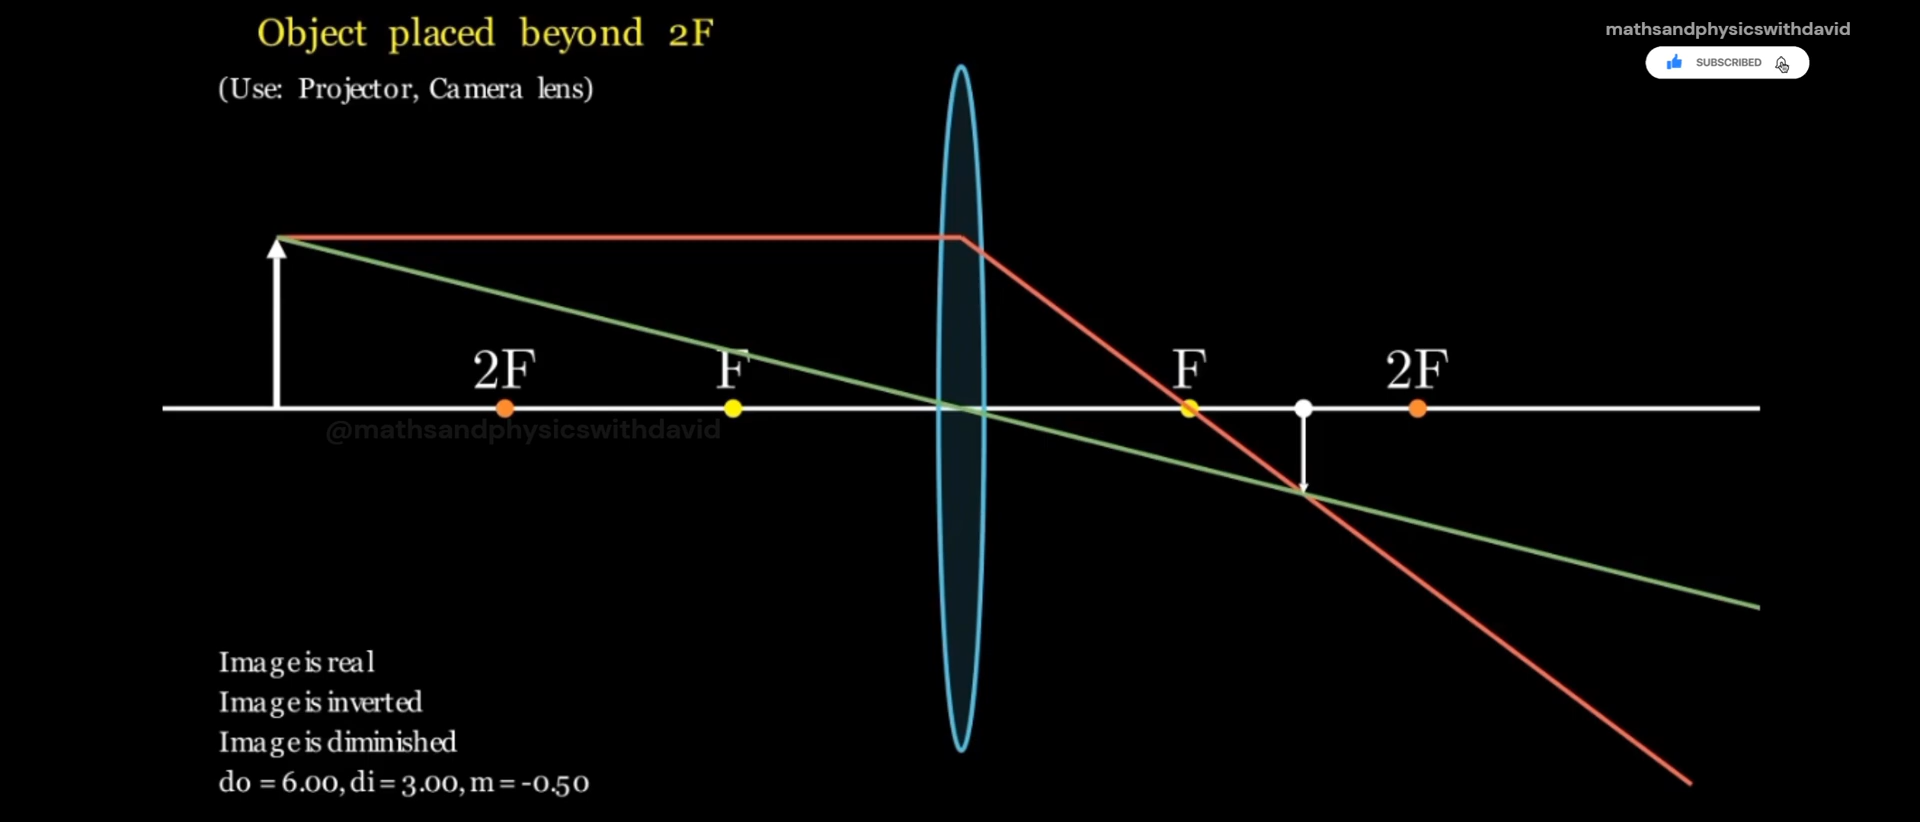 Object placed beyond 2F
(Use: Projector, Camera lens)
mathsandphysicswithdavid
SUBSCRIBED
2F F F 2F
@mathsandphysicswithdavid
Image is real
Image is inverted
Image is diminished
do = 6.00, di = 3.00, m = -0.50